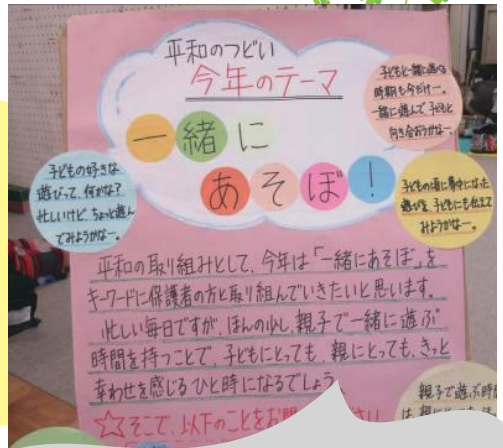 平和のつどい
今年のテーマ
一緒に
あそぼ!
子どもと一緒に遊べる
時期も今だけー。
一緒に遊んで、子どもと
向き合おうかなー。
子どもの好きな
遊びって、何かな?
忙しいけど、ちょっと遊ん
でみようかなー。
子どもの頃に夢中になった
遊びを、子どもにも伝えて
みようかなー。
平和の取り組みとして、今年は「一緒にあそぼ」を
キーワードに保護者の方と取り組んでいきたいと思います。
忙しい毎日ですが、ほんの少し、親子で一緒に遊ぶ
時間を持つことで、子どもにとっても、親にとっても、きっと
幸わせを感じるひと時になるでしょう。
☆そこで、以下のことをお
親子で遊ぶ時